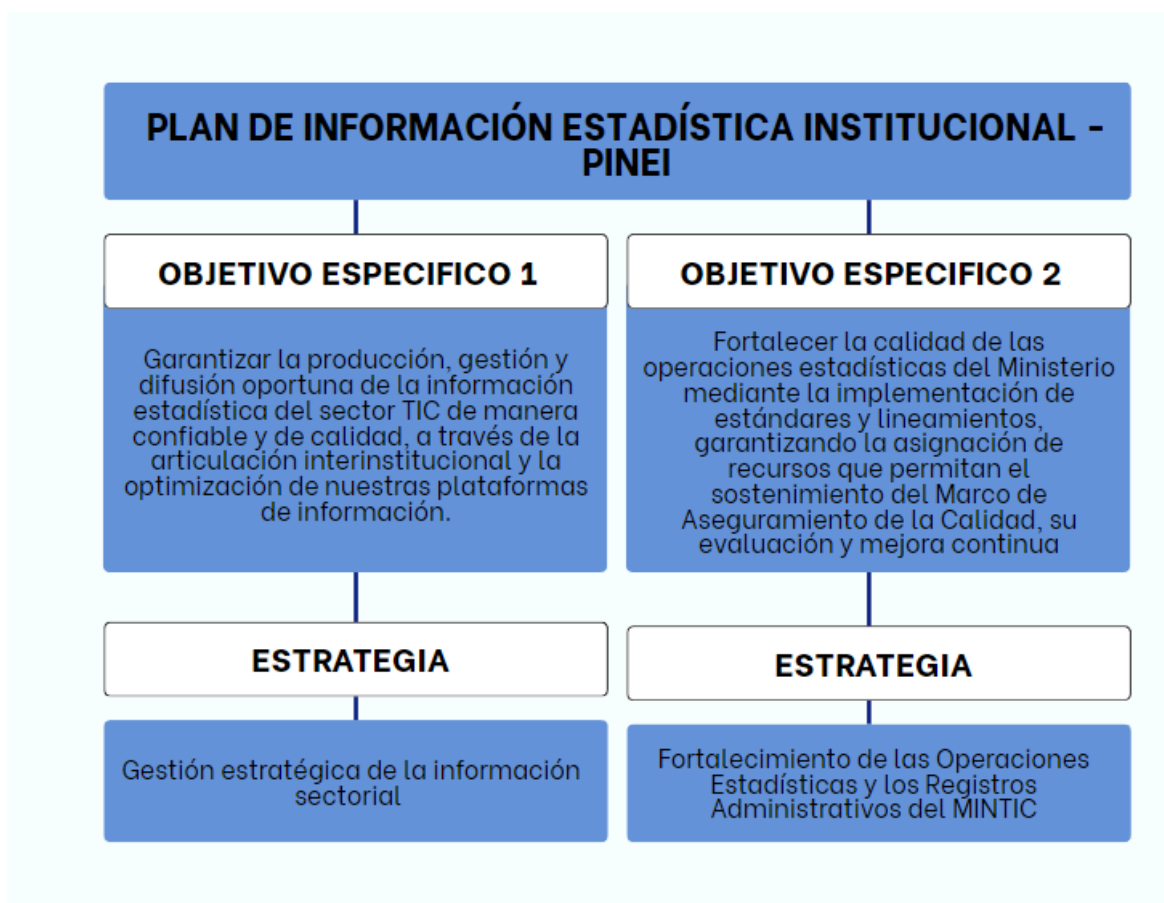 PLAN DE INFORMACIÓN ESTADÍSTICA INSTITUCIONAL -
PINEI
OBJETIVO ESPECIFICO 1
Garantizar la producción, gestión y
difusión oportuna de la información
estadística del sector TIC de manera
confiable y de calidad, a través de la
articulación interinstitucional y la
optimización de nuestras plataformas
de información.
ESTRATEGIA
Gestión estratégica de la información
sectorial
OBJETIVO ESPECIFICO 2
Fortalecer la calidad de las
operaciones estadísticas del Ministerio
mediante la implementación de
estándares y lineamientos,
garantizando la asignación de
recursos que permitan el
sostenimiento del Marco de
Aseguramiento de la Calidad, su
evaluación y mejora continua
ESTRATEGIA
Fortalecimiento de las Operaciones
Estadísticas y los Registros
Administrativos del MINTIC